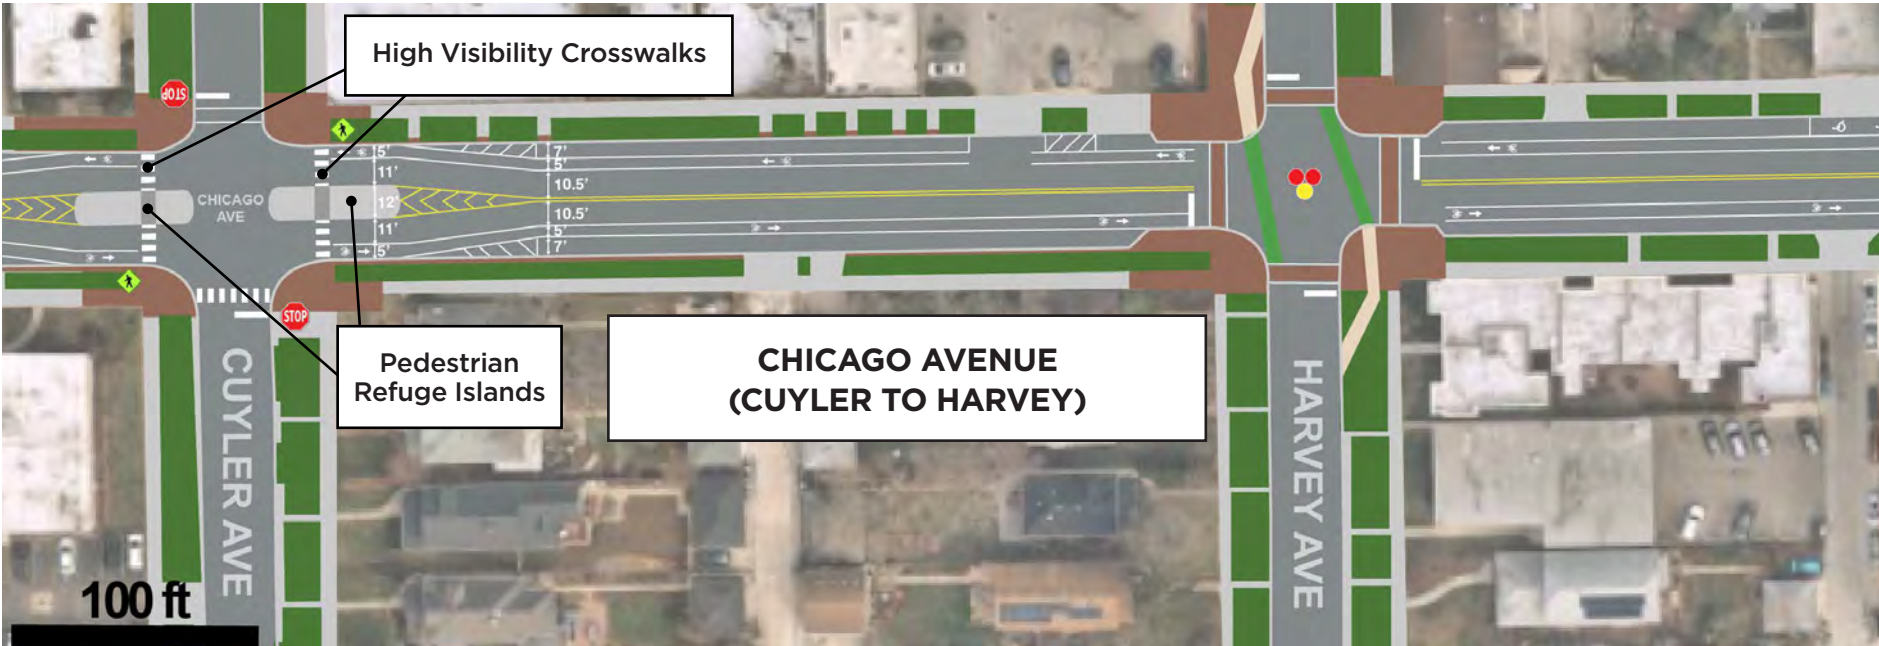 High Visibility Crosswalks
STOP
5'
11'
12'
11'
5'
7'
5'
10.5'
10.5'
5'
7'
CHICAGO
AVE
STOP
Pedestrian
Refuge Islands
CHICAGO AVENUE
(CUYLER TO HARVEY)
CUYLER AVE
HARVEY AVE
100 ft